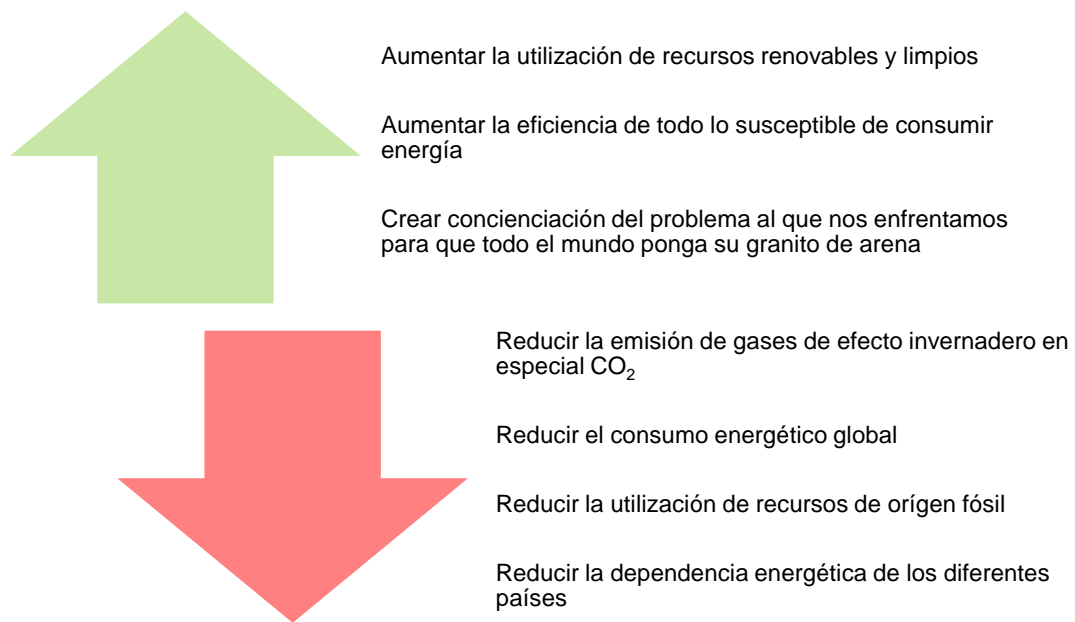 Aumentar la utilización de recursos renovables y limpios
Aumentar la eficiencia de todo lo susceptible de consumir
energía
Crear concienciación del problema al que nos enfrentamos
para que todo el mundo ponga su granito de arena
Reducir la emisión de gases de efecto invernadero en
especial CO₂
Reducir el consumo energético global
Reducir la utilización de recursos de orígen fósil
Reducir la dependencia energética de los diferentes
países